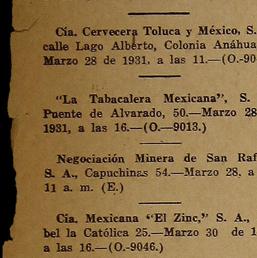 Cía. Cervecera Toluca y México, S.
calle Lago Alberto, Colonia Anáhua
Marzo 28 de 1931, a las 11.—(O.-90
"La Tabacalera Mexicana", S.
Puente de Alvarado, 50.—Marzo 28
1931, a las 16.—(O.—9013.)
Negociación Minera de San Raf
S. A., Capuchinas 54.—Marzo 28, a
11 a. m. (E.)
Cía. Mexicana "El Zinc," S. A.,
bel la Católica 25.—Marzo 30 de 1
a las 16.—(O.-9046.)